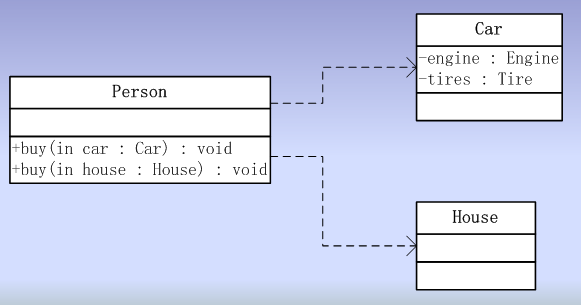 Car
-engine : Engine
-tires : Tire
Person
+buy(in car : Car) : void
+buy(in house : House) : void
House